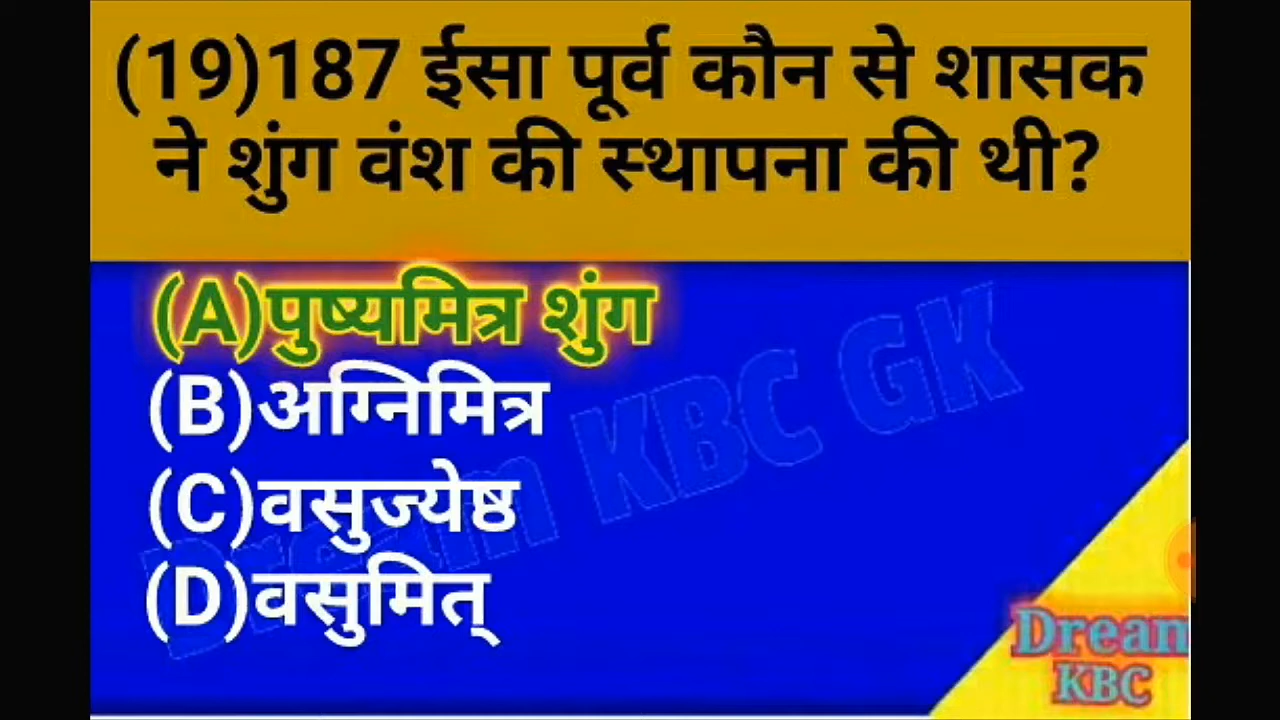 (19)187 ईसा पूर्व कौन से शासक
ने शुंग वंश की स्थापना की थी?
(A)पुष्यमित्र शुंग
(B)अग्निमित्र
(C)वसुज्येष्ठ
(D)वसुमित्
Dream KBC GK
Dream
KBC